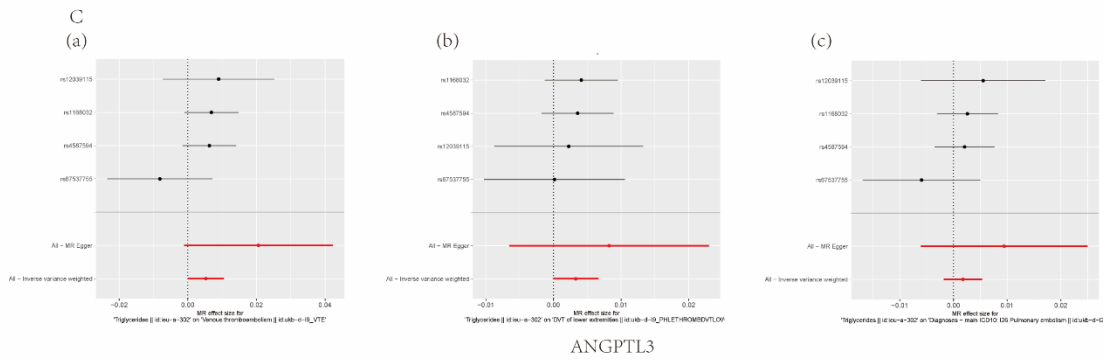 C
(a)
rs12039115
rs1168032
rs4587594
rs67537755
All – MR Egger
All – Inverse variance weighted
−0.02
0.00
0.02
0.04
MR effect size for
'Triglycerides || id:ieu-a-302' on 'Venous thromboembolism || id:ukb-d-I9_VTE'
(b)
rs1168032
rs4587594
rs12039115
rs67537755
All – MR Egger
All – Inverse variance weighted
−0.01
0.00
0.01
0.02
MR effect size for
'Triglycerides || id:ieu-a-302' on 'DVT of lower extremities || id:ukb-d-I9_PHLETHROMBDVTLOW'
(c)
rs12039115
rs1168032
rs4587594
rs67537755
All – MR Egger
All – Inverse variance weighted
−0.01
0.00
0.01
0.02
MR effect size for
'Triglycerides || id:ieu-a-302' on 'Diagnoses – main ICD10: I26 Pulmonary embolism || id:ukb-d-I2
ANGPTL3